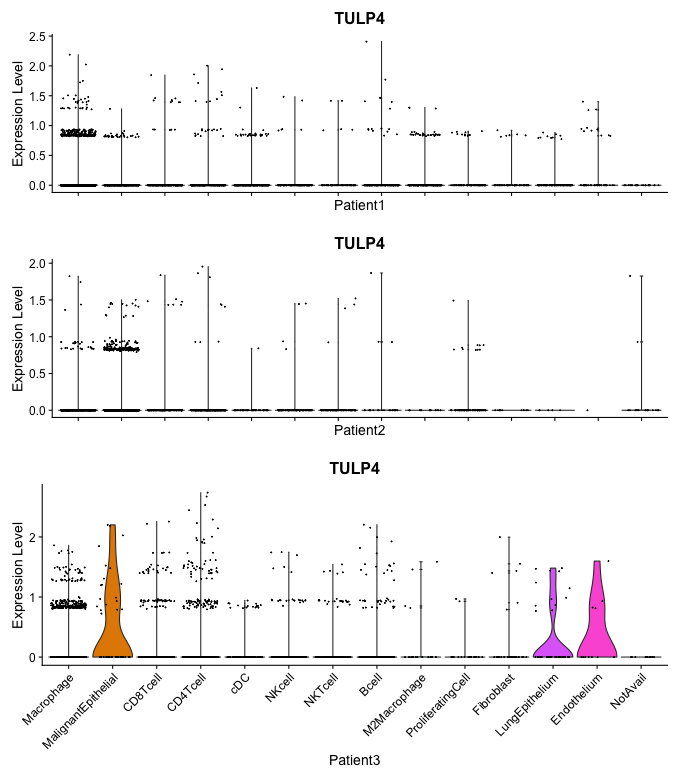 TULP4
Expression Level
2.5
2.0
1.5
1.0
0.5
0.0
Patient1
TULP4
Expression Level
2.0
1.5
1.0
0.5
0.0
Patient2
TULP4
Expression Level
2
1
0
Macrophage
MalignantEpithelial
CD8Tcell
CD4Tcell
cDC
NKcell
NKTcell
Bcell
M2Macrophage
ProliferatingCell
Fibroblast
LungEpithelium
Endothelium
NotAvail
Patient3